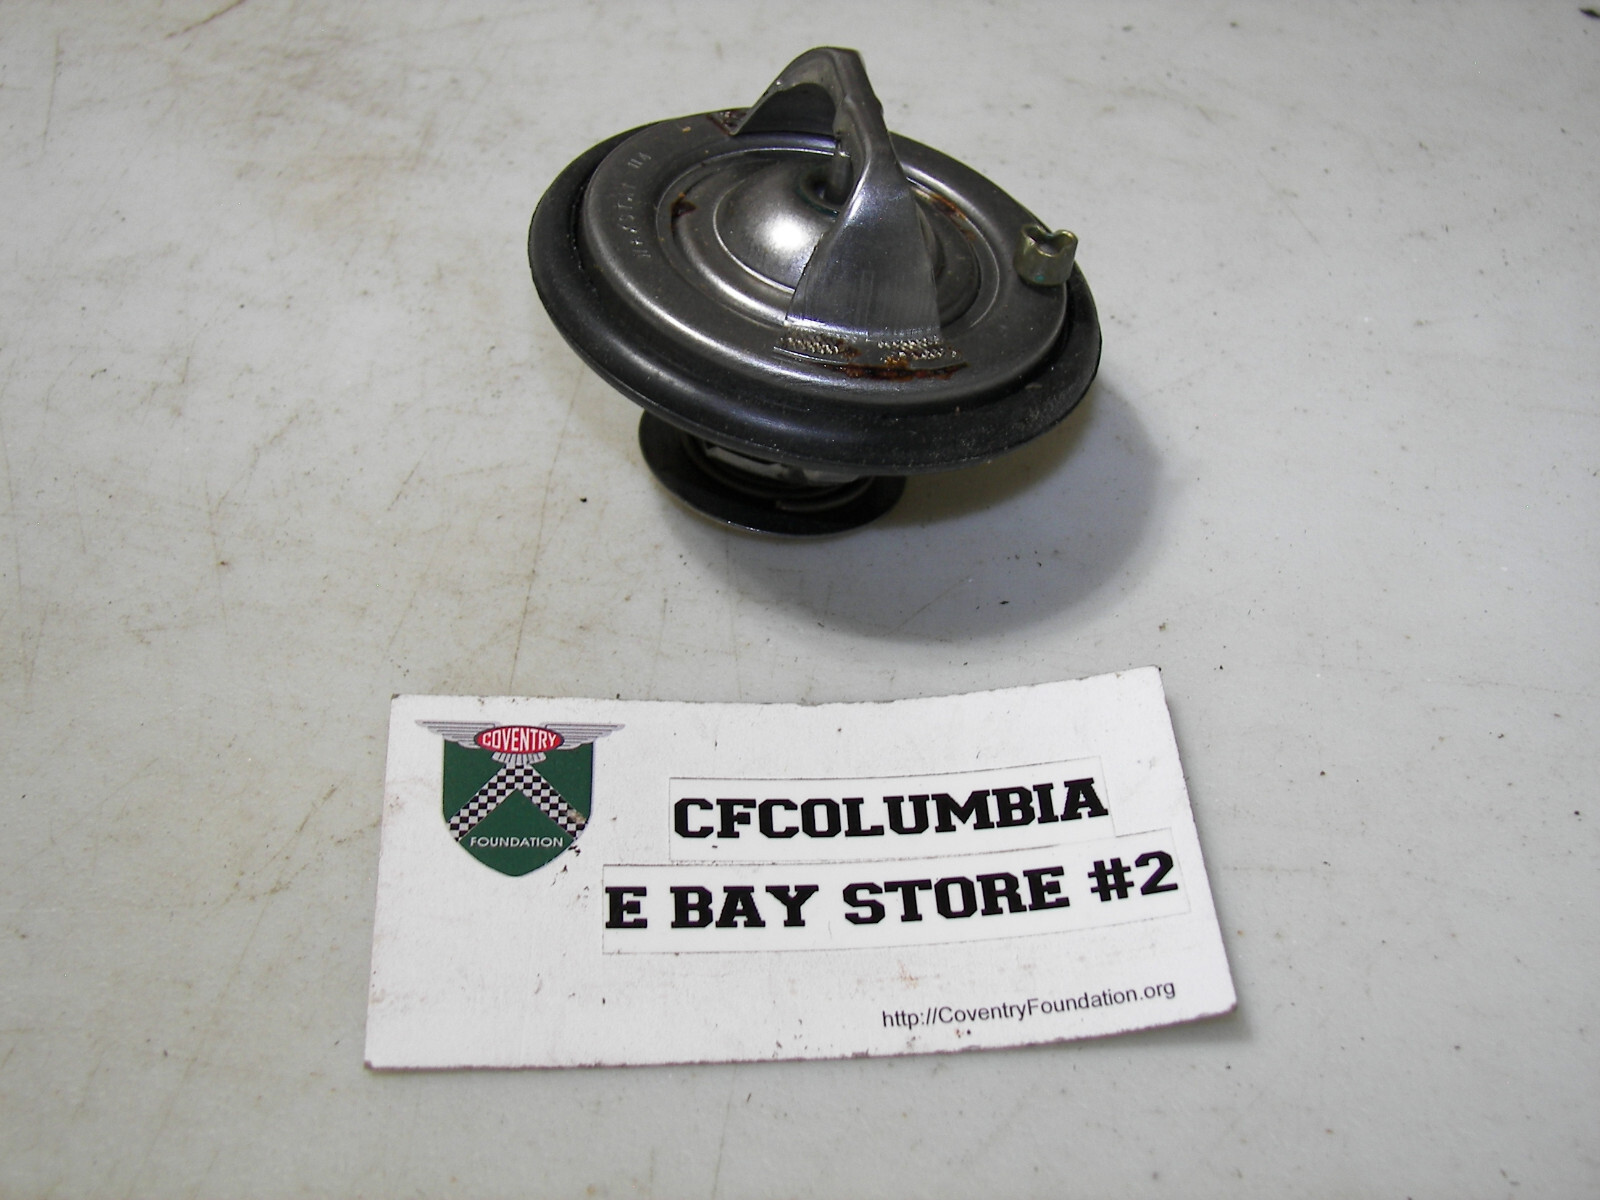 COVENTRY
FOUNDATION
CFCOLUMBIA
E BAY STORE #2
http://CoventryFoundation.org